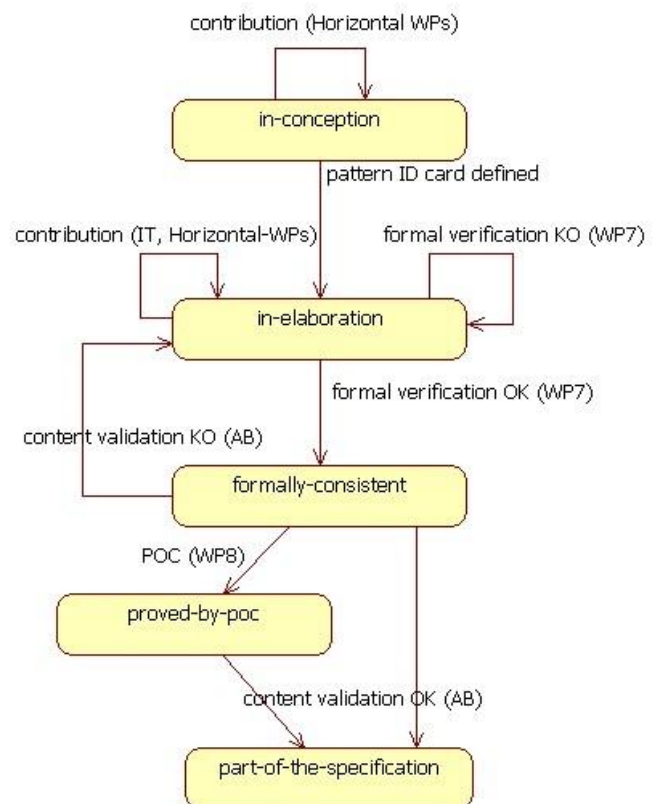 contribution (Horizontal WPs)
in-conception
pattern ID card defined
contribution (IT, Horizontal-WPs)
formal verification KO (WP7)
in-elaboration
formal verification OK (WP7)
content validation KO (AB)
formally-consistent
POC (WP8)
proved-by-poc
content validation OK (AB)
part-of-the-specification